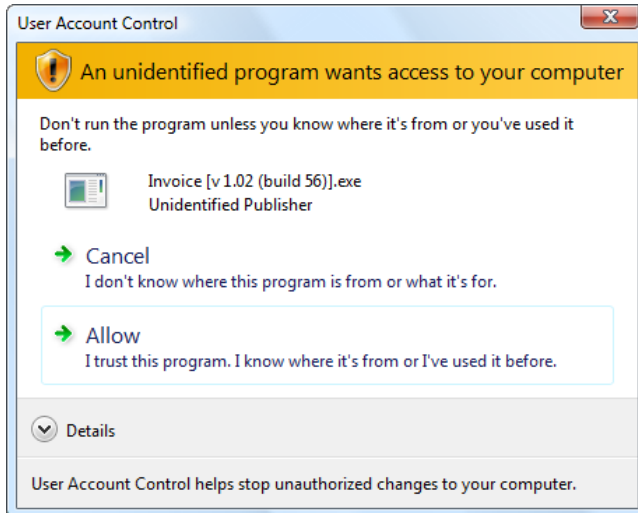 User Account Control
An unidentified program wants access to your computer
Don't run the program unless you know where it's from or you've used it
before.
Invoice [v 1.02 (build 56)].exe
Unidentified Publisher
Cancel
I don't know where this program is from or what it's for.
Allow
I trust this program. I know where it's from or I've used it before.
Details
User Account Control helps stop unauthorized changes to your computer.